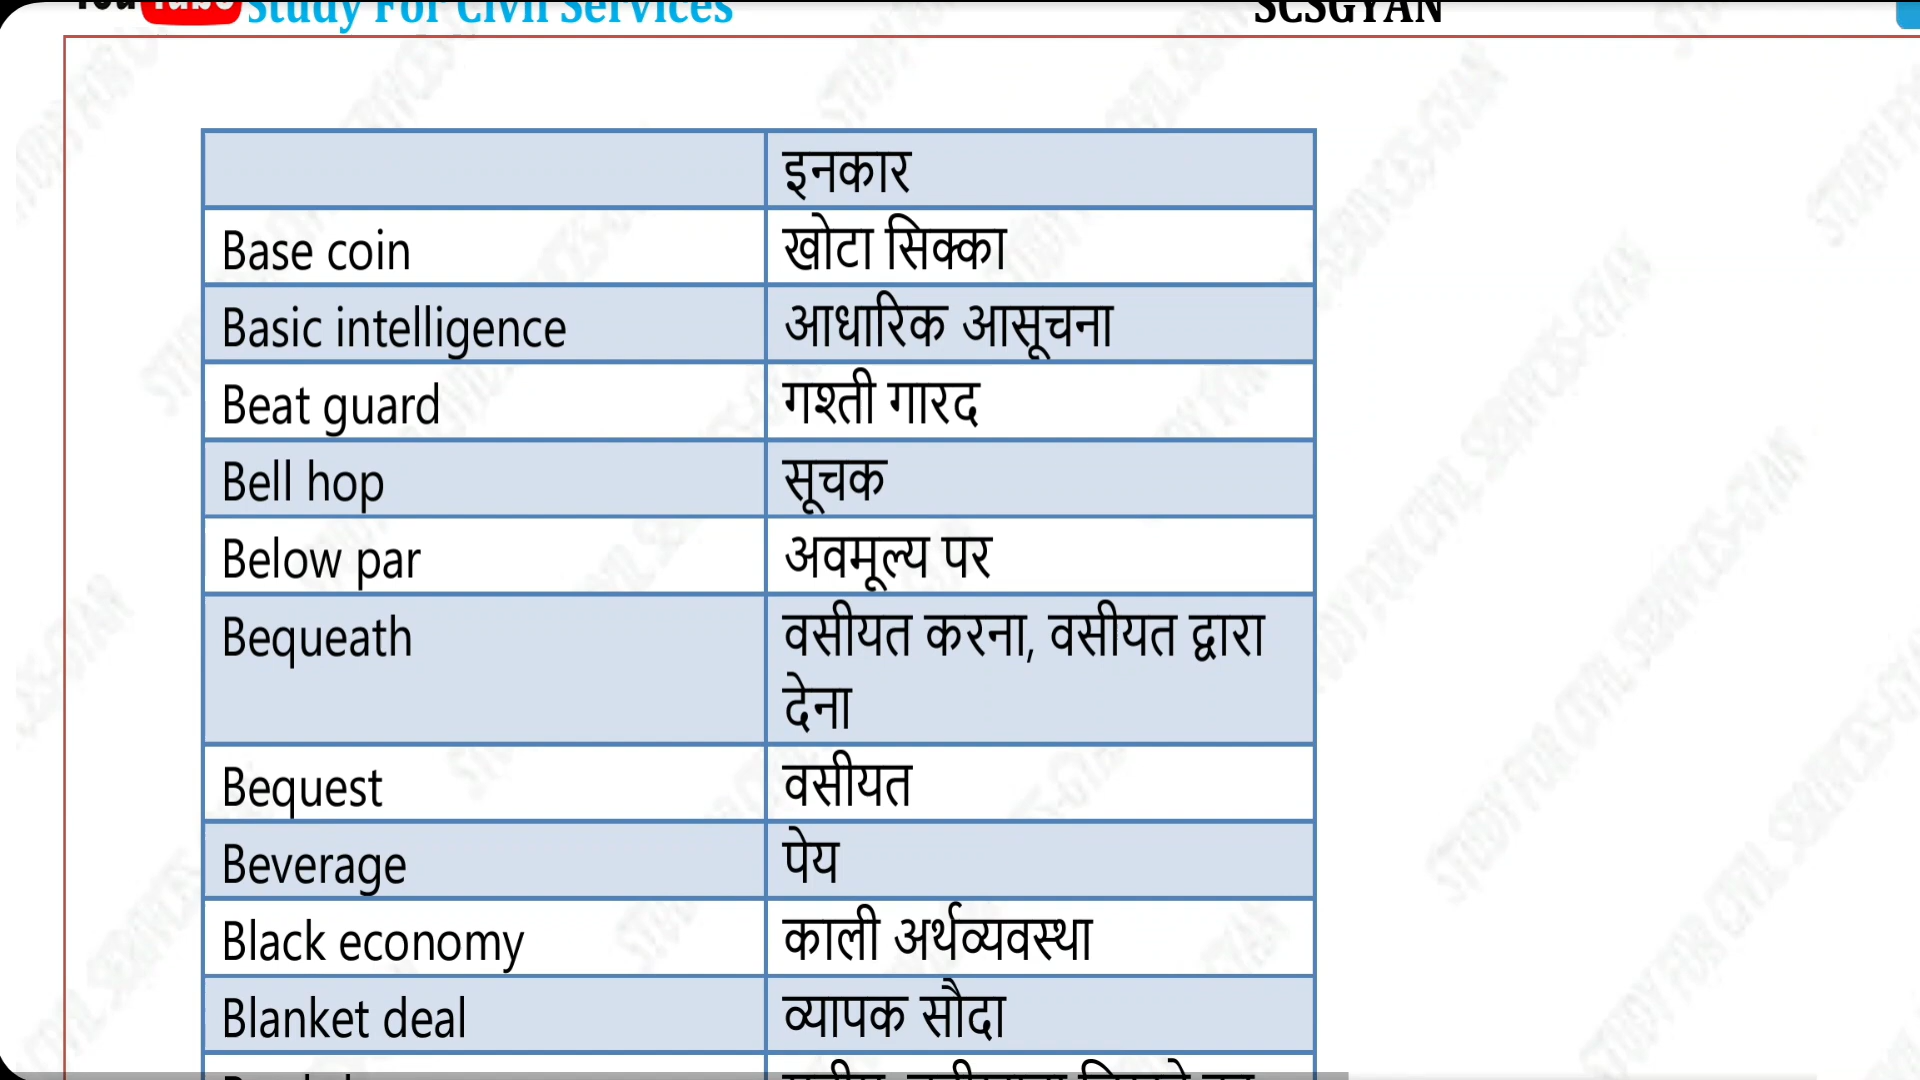 YouTube Study For Civil Services SCSGYAN
इनकार
Base coin खोटा सिक्का
Basic intelligence आधारिक आसूचना
Beat guard गश्ती गारद
Bell hop सूचक
Below par अवमूल्य पर
Bequeath वसीयत करना, वसीयत द्वारा
देना
Bequest वसीयत
Beverage पेय
Black economy काली अर्थव्यवस्था
Blanket deal व्यापक सौदा